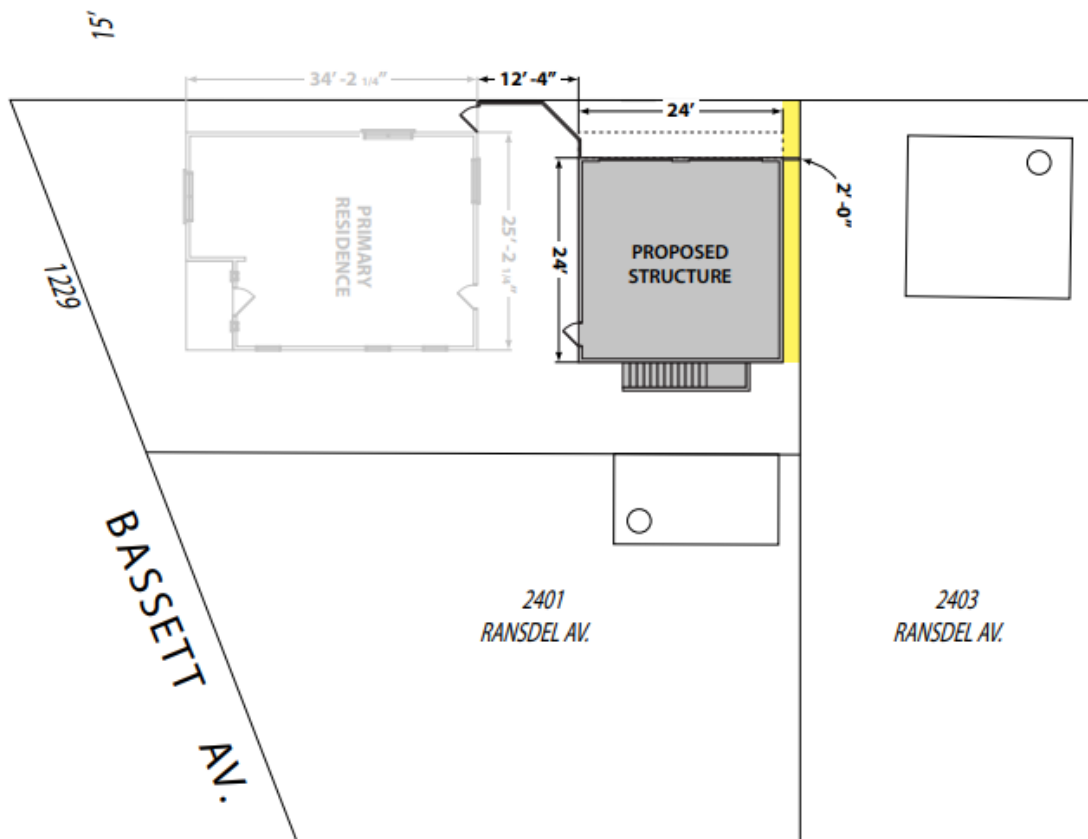 15'
34' -2 1/4"
12' -4"
24'
2' -0"
PRIMARY
RESIDENCE
25' -2 1/4"
24'
PROPOSED
STRUCTURE
1229
BASSETT AV.
2401
RANSDEL AV.
2403
RANSDEL AV.